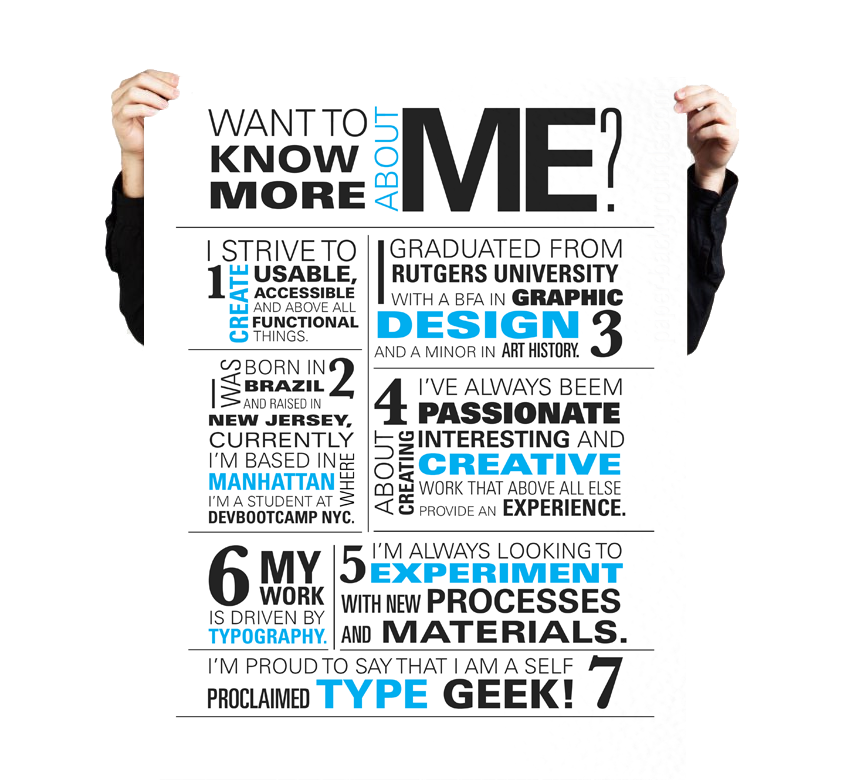 WANT TO
KNOW
MORE
ABOUT
ME?
1
I STRIVE TO
CREATE
USABLE,
ACCESSIBLE
AND ABOVE ALL
FUNCTIONAL
THINGS.
I WAS
BORN IN
BRAZIL
2
AND RAISED IN
NEW JERSEY,
CURRENTLY
I'M BASED IN
MANHATTAN
WHERE
I'M A STUDENT AT
DEVBOOTCAMP NYC.
I GRADUATED FROM
RUTGERS UNIVERSITY
WITH A BFA IN GRAPHIC
DESIGN
AND A MINOR IN ART HISTORY.
3
4
I'VE ALWAYS BEEM
PASSIONATE
ABOUT
CREATING
INTERESTING AND
CREATIVE
WORK THAT ABOVE ALL ELSE
PROVIDE AN EXPERIENCE.
5
I'M ALWAYS LOOKING TO
EXPERIMENT
WITH NEW PROCESSES
AND MATERIALS.
6
MY
WORK
IS DRIVEN BY
TYPOGRAPHY.
I'M PROUD TO SAY THAT I AM A SELF
PROCLAIMED TYPE GEEK!
7